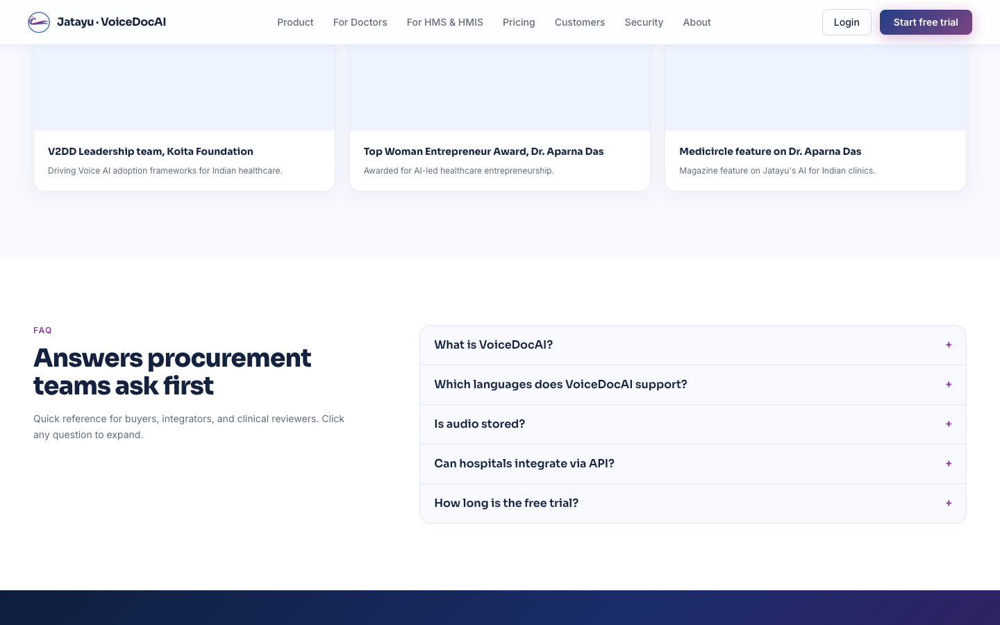 Jatayu · VoiceDocAI
Product
For Doctors
For HMS & HMIS
Pricing
Customers
Security
About
Login
Start free trial
V2DD Leadership team, Koita Foundation
Driving Voice AI adoption frameworks for Indian healthcare.
Top Woman Entrepreneur Award, Dr. Aparna Das
Awarded for AI-led healthcare entrepreneurship.
Medicircle feature on Dr. Aparna Das
Magazine feature on Jatayu's AI for Indian clinics.
FAQ
Answers procurement
teams ask first
Quick reference for buyers, integrators, and clinical reviewers. Click
any question to expand.
What is VoiceDocAI?
+
Which languages does VoiceDocAI support?
+
Is audio stored?
+
Can hospitals integrate via API?
+
How long is the free trial?
+